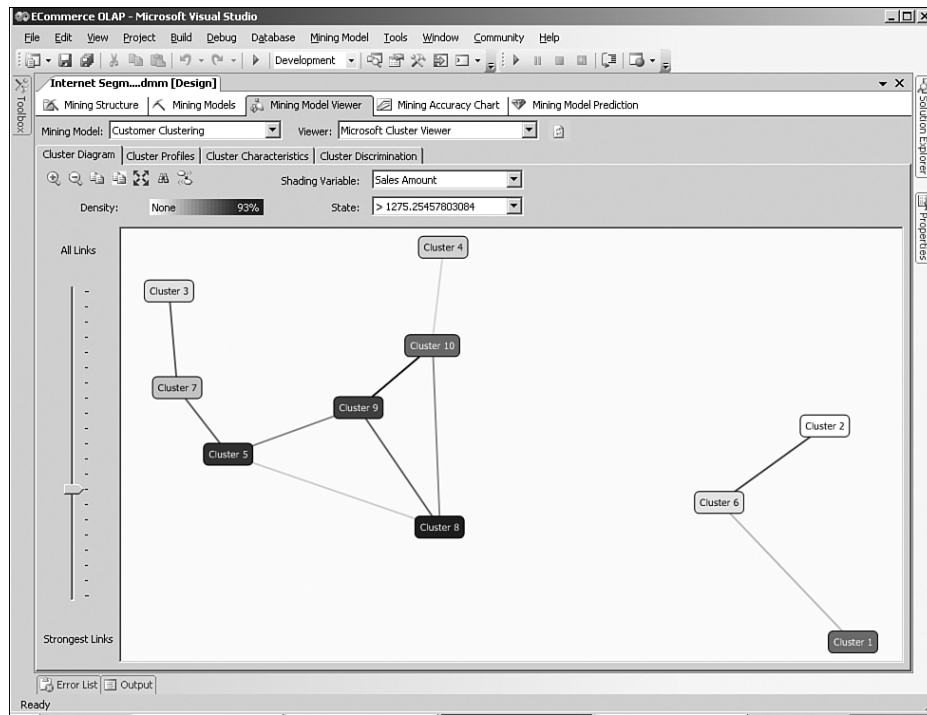 ECommerce OLAP - Microsoft Visual Studio
File Edit View Project Build Debug Database Mining Model Tools Window Community Help
Development
Toolbox
Internet Segm....dmm [Design]
Solution Explorer
Properties
Mining Structure Mining Models Mining Model Viewer Mining Accuracy Chart Mining Model Prediction
Mining Model: Customer Clustering Viewer: Microsoft Cluster Viewer
Cluster Diagram Cluster Profiles Cluster Characteristics Cluster Discrimination
Shading Variable: Sales Amount
Density: None 93% State: > 1275.25457803084
All Links
Cluster 4
Cluster 3
Cluster 10
Cluster 7
Cluster 9
Cluster 2
Cluster 5
Cluster 6
Cluster 8
Strongest Links
Cluster 1
Error List Output
Ready